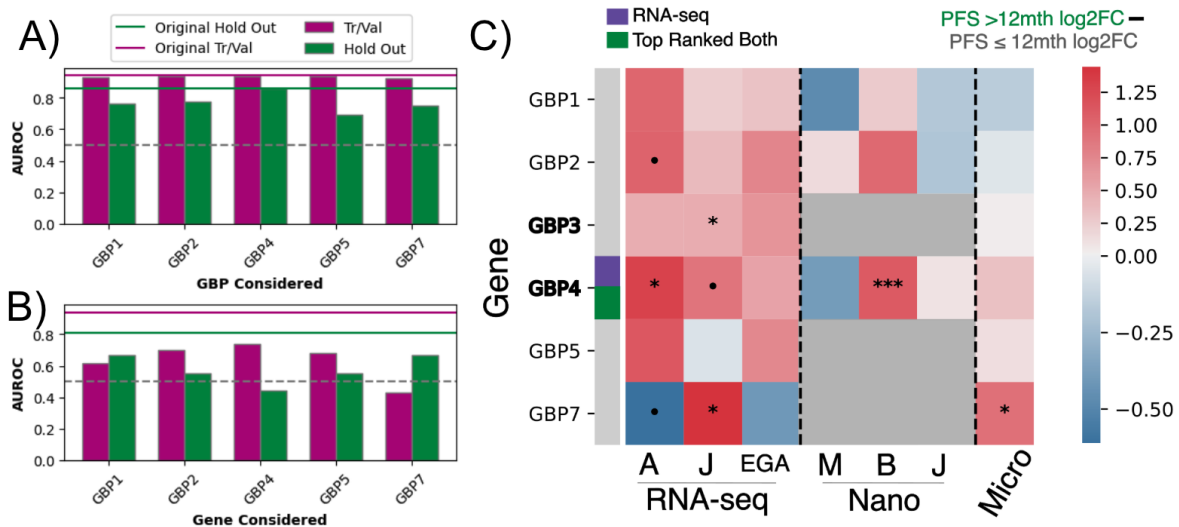 A)
Original Hold Out
Original Tr/Val
Tr/Val
Hold Out
AUROC
0.8
0.6
0.4
0.2
0.0
GBP1
GBP2
GBP4
GBP5
GBP7
GBP Considered
B)
AUROC
0.8
0.6
0.4
0.2
0.0
GBP1
GBP2
GBP4
GBP5
GBP7
Gene Considered
C)
RNA-seq
Top Ranked Both
PFS >12mth log2FC –
PFS ≤ 12mth log2FC
Gene
GBP1
GBP2
GBP3
GBP4
GBP5
GBP7
•
*
*
•
***
•
*
*
A
J
EGA
M
B
J
RNA-seq
Nano
Micro
1.25
1.00
0.75
0.50
0.25
0.00
−0.25
−0.50